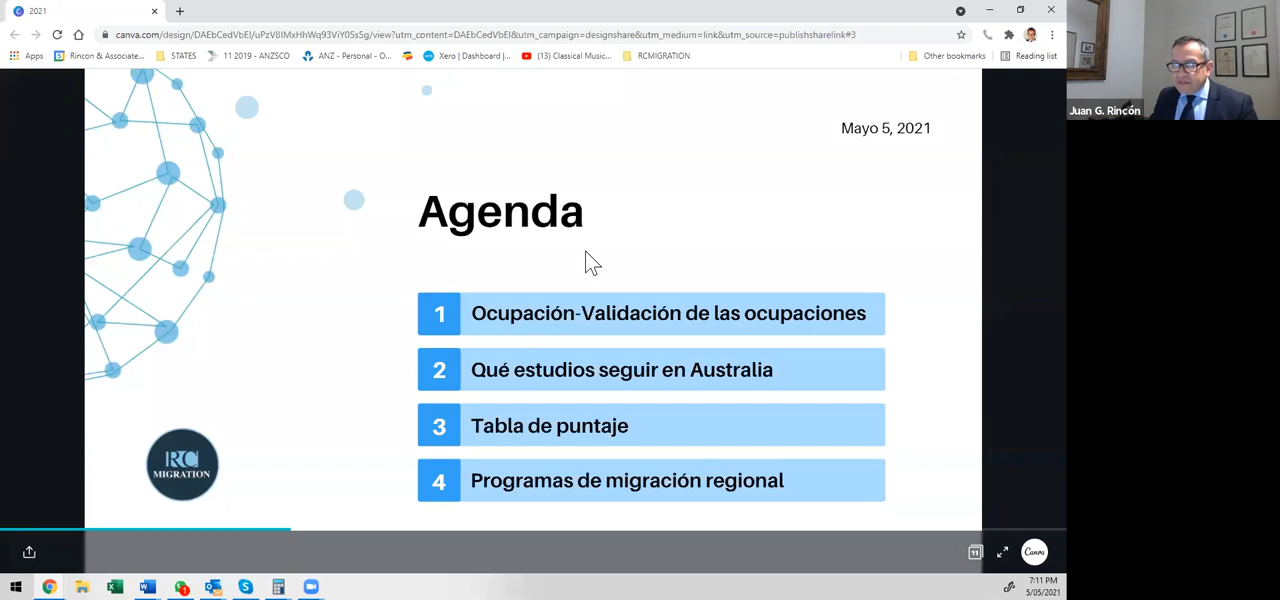 2021
canva.com/design/DAEbCedVbEI/uPzV8IMxHhWq93ViY05s5g/view?utm_content=DAEbCedVbEI&utm_campaign=designshare&utm_medium=link&utm_source=publishsharelink#3
Apps
Rincon & Associate...
STATES
11 2019 - ANZSCO
ANZ - Personal - O...
Xero | Dashboard |...
(13) Classical Music...
RCMIGRATION
Other bookmarks
Reading list
Juan G. Rincón
Mayo 5, 2021
Agenda
1 Ocupación-Validación de las ocupaciones
2 Qué estudios seguir en Australia
3 Tabla de puntaje
4 Programas de migración regional
RC
MIGRATION
11
Canva
7:11 PM
5/05/2021